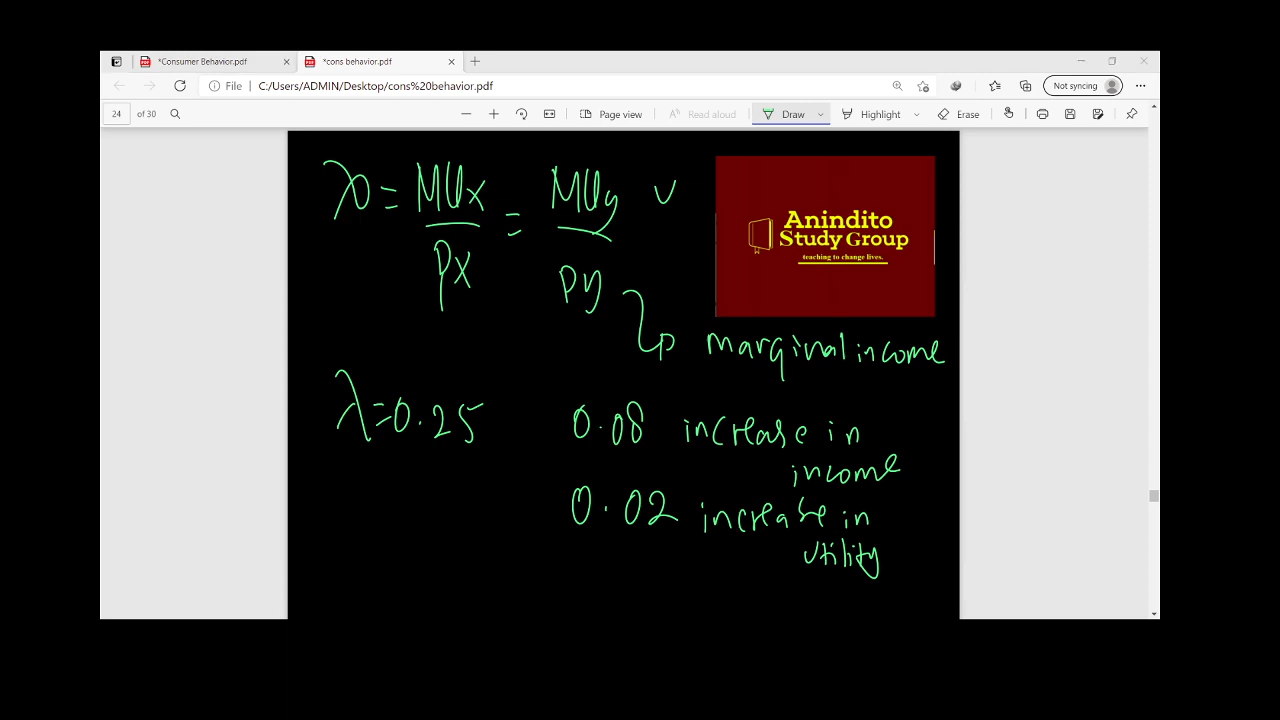 *Consumer Behavior.pdf
*cons behavior.pdf
File C:/Users/ADMIN/Desktop/cons%20behavior.pdf
Not syncing
24 of 30
Page view
Read aloud
Draw
Highlight
Erase
λ = MUx / Px = MUy / Py
Anindito
Study Group
teaching to change lives.
marginal income
λ=0.25
0.08 increase in
income
0.02 increase in
utility